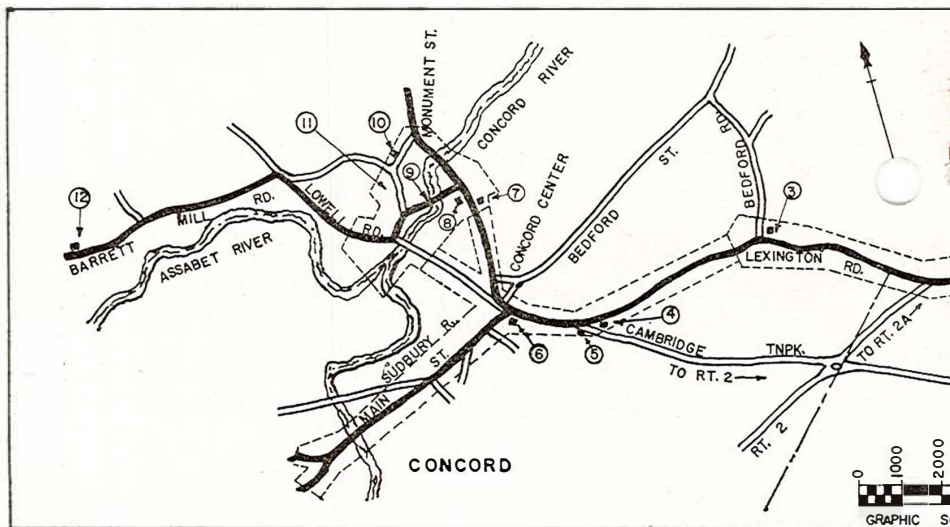 MONUMENT ST.
CONCORD RIVER
11
10
9
8
7
12
BARRETT MILL RD.
LOWELL RD.
ASSABET RIVER
CONCORD CENTER
BEDFORD ST.
BEDFORD RD.
3
LEXINGTON RD.
SUDBURY R.
MAIN ST.
6
5
4
CAMBRIDGE TNPK.
TO RT. 2
TO RT. 2A
RT. 2
CONCORD
0 1000 2000
GRAPHIC